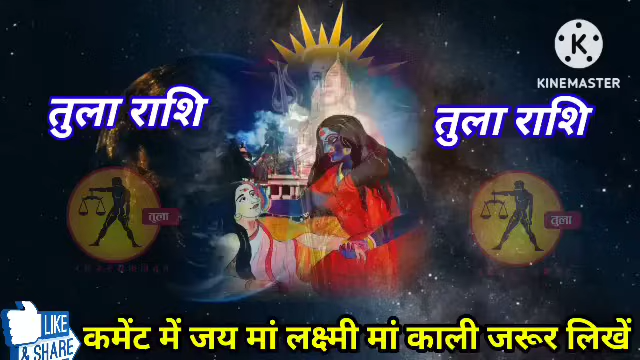 KINEMASTER
तुला राशि
तुला राशि
तुला
तुला
LIKE
& SHARE
कमेंट में जय मां लक्ष्मी मां काली जरूर लिखें